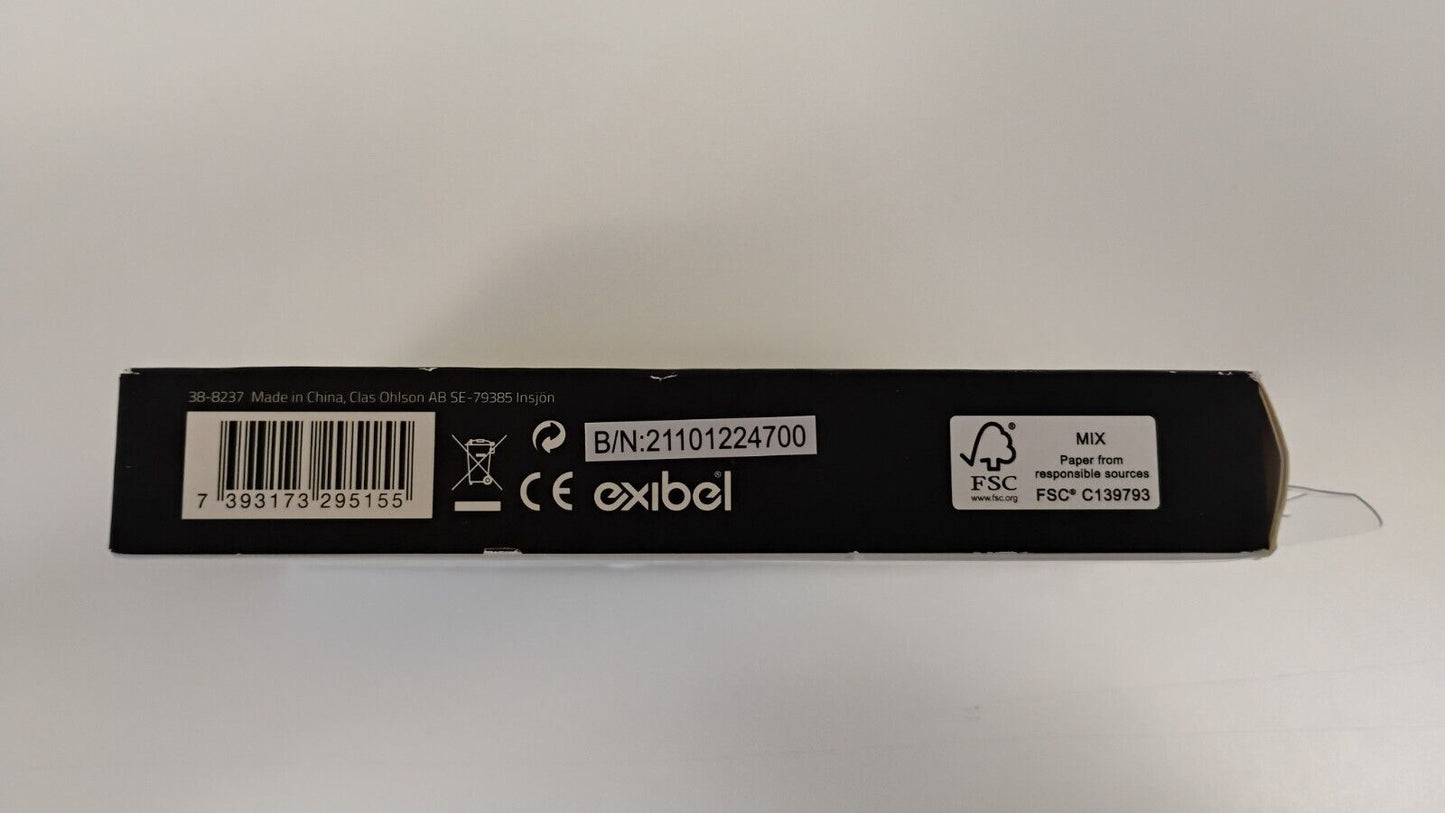 38-8237 Made in China, Clas Ohlson AB SE-79385 Insjön
7 393173 295155
CE
B/N:21101224700
exibel®
FSC®
www.fsc.org
MIX
Paper from
responsible sources
FSC® C139793